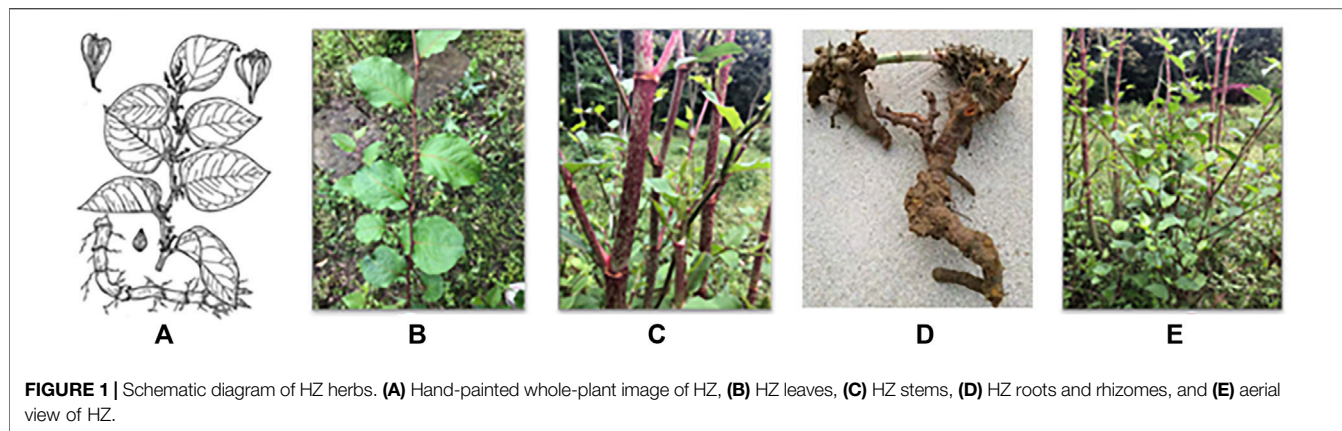 A
B
C
D
E
FIGURE 1 | Schematic diagram of HZ herbs. (A) Hand-painted whole-plant image of HZ, (B) HZ leaves, (C) HZ stems, (D) HZ roots and rhizomes, and (E) aerial
view of HZ.